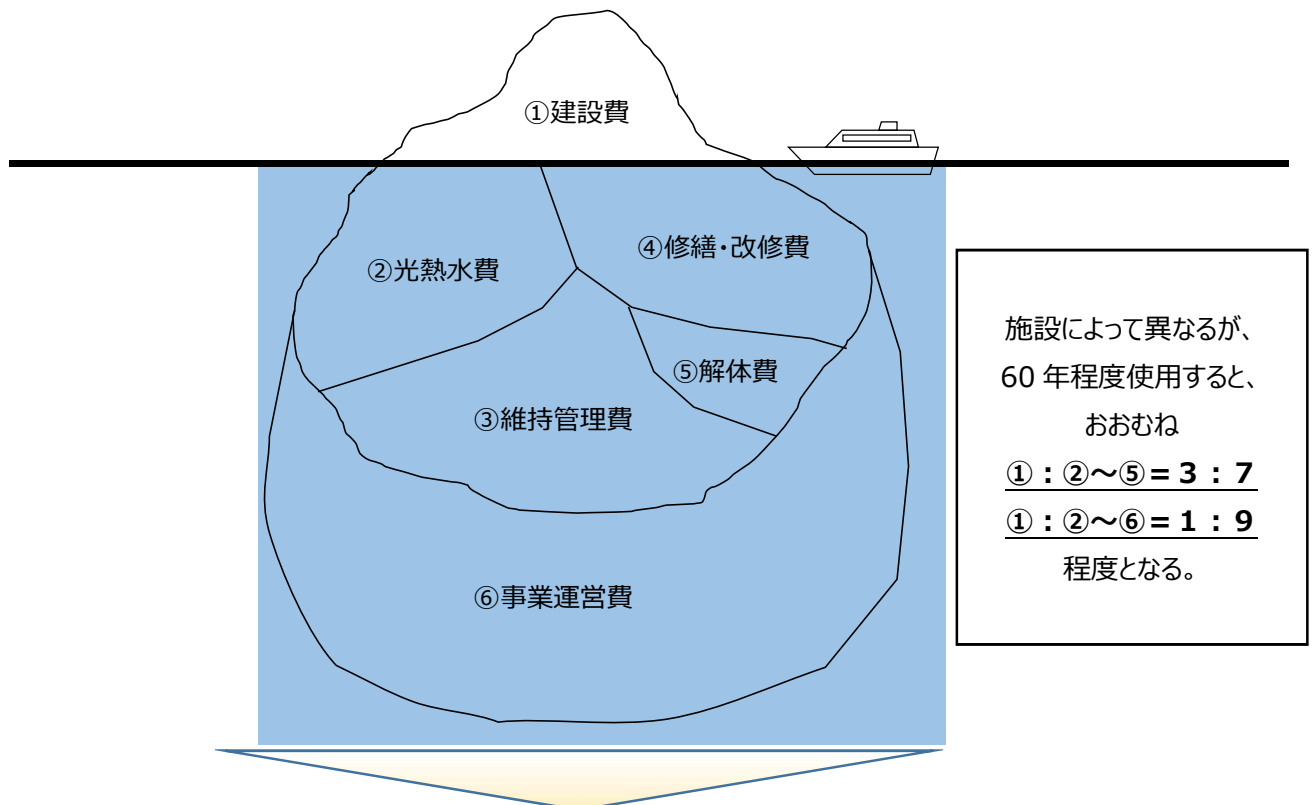 ①建設費
②光熱水費
④修繕・改修費
⑤解体費
③維持管理費
⑥事業運営費
施設によって異なるが、
60 年程度使用すると、
おおむね
①：②～⑤＝３：７
①：②～⑥＝１：９
程度となる。